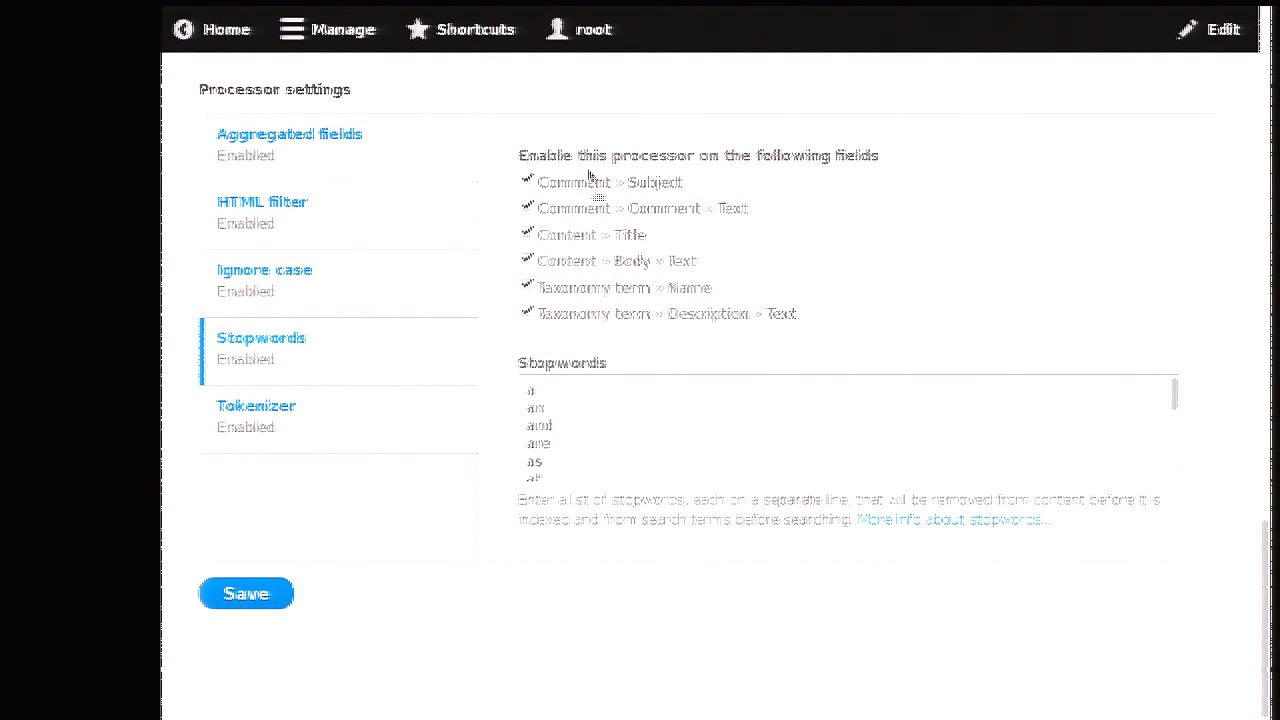 Home Manage Shortcuts root Edit
Processor settings
Aggregated fields
Enabled
HTML filter
Enabled
Ignore case
Enabled
Stopwords
Enabled
Tokenizer
Enabled
Enable this processor on the following fields
Comment » Subject
Comment » Comment » Text
Content » Title
Content » Body » Text
Taxonomy term » Name
Taxonomy term » Description » Text
Stopwords
a
an
and
are
as
at
Enter a list of stopwords, each on a separate line, that will be removed from content before it is
indexed and from search terms before searching. More info about stopwords..
Save